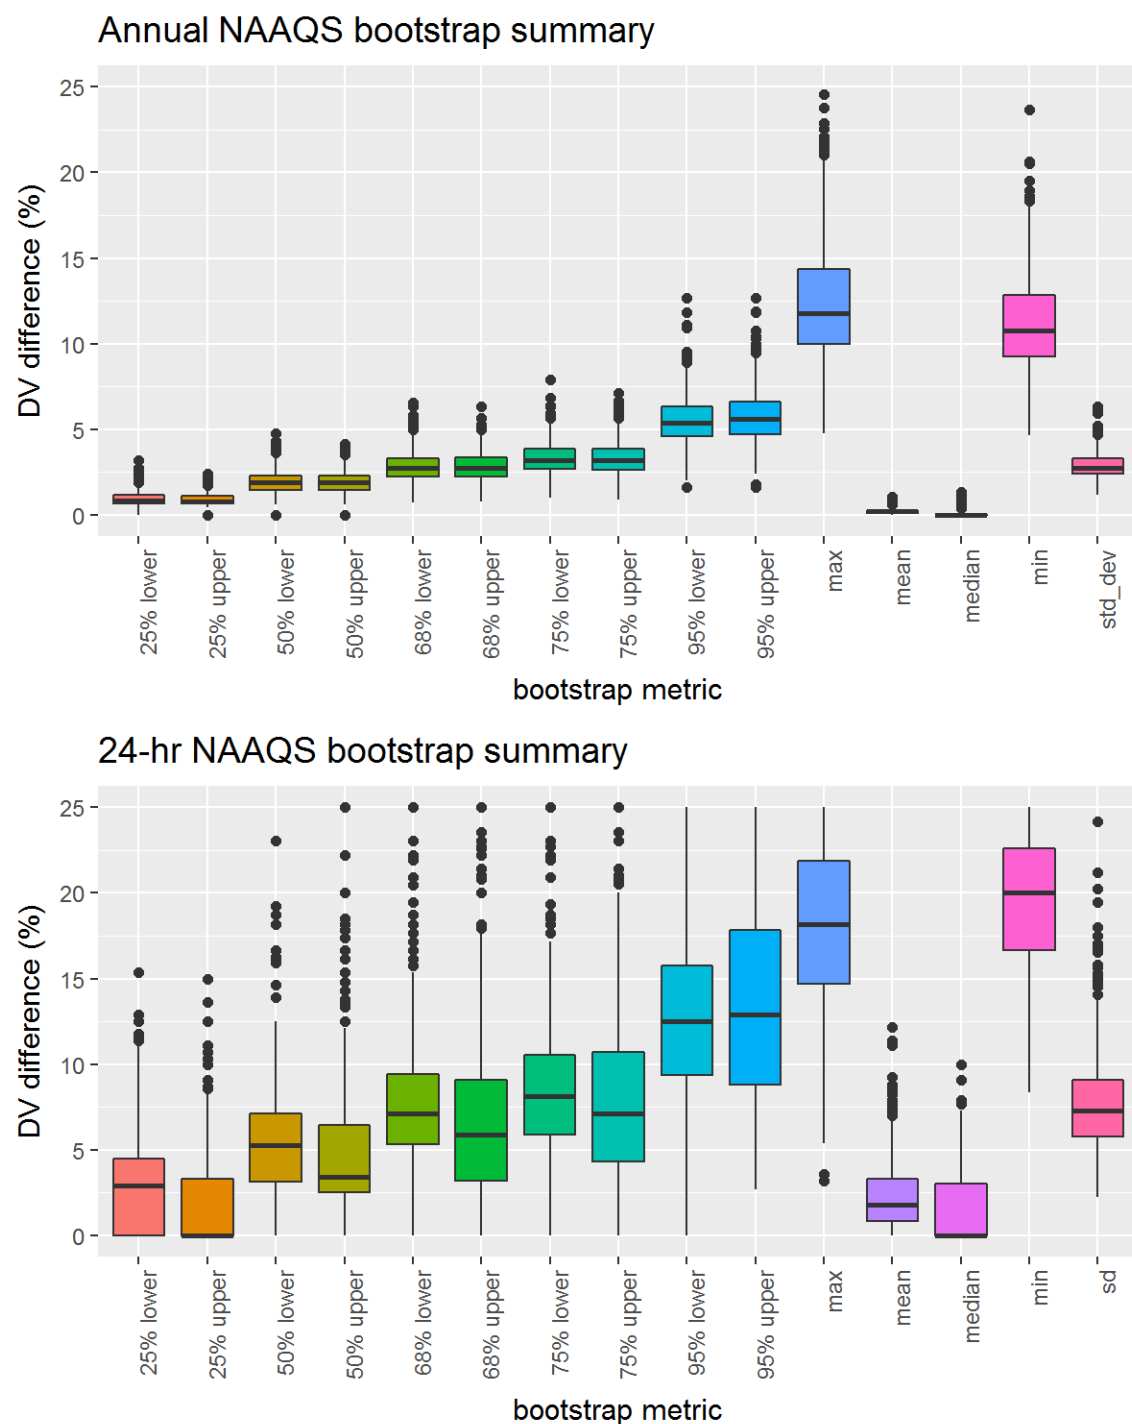 Annual NAAQS bootstrap summary
25
20
15
10
5
0
DV difference (%)
25% lower
25% upper
50% lower
50% upper
68% lower
68% upper
75% lower
75% upper
95% lower
95% upper
max
mean
median
min
std_dev
bootstrap metric
24-hr NAAQS bootstrap summary
25
20
15
10
5
0
DV difference (%)
25% lower
25% upper
50% lower
50% upper
68% lower
68% upper
75% lower
75% upper
95% lower
95% upper
max
mean
median
min
sd
bootstrap metric